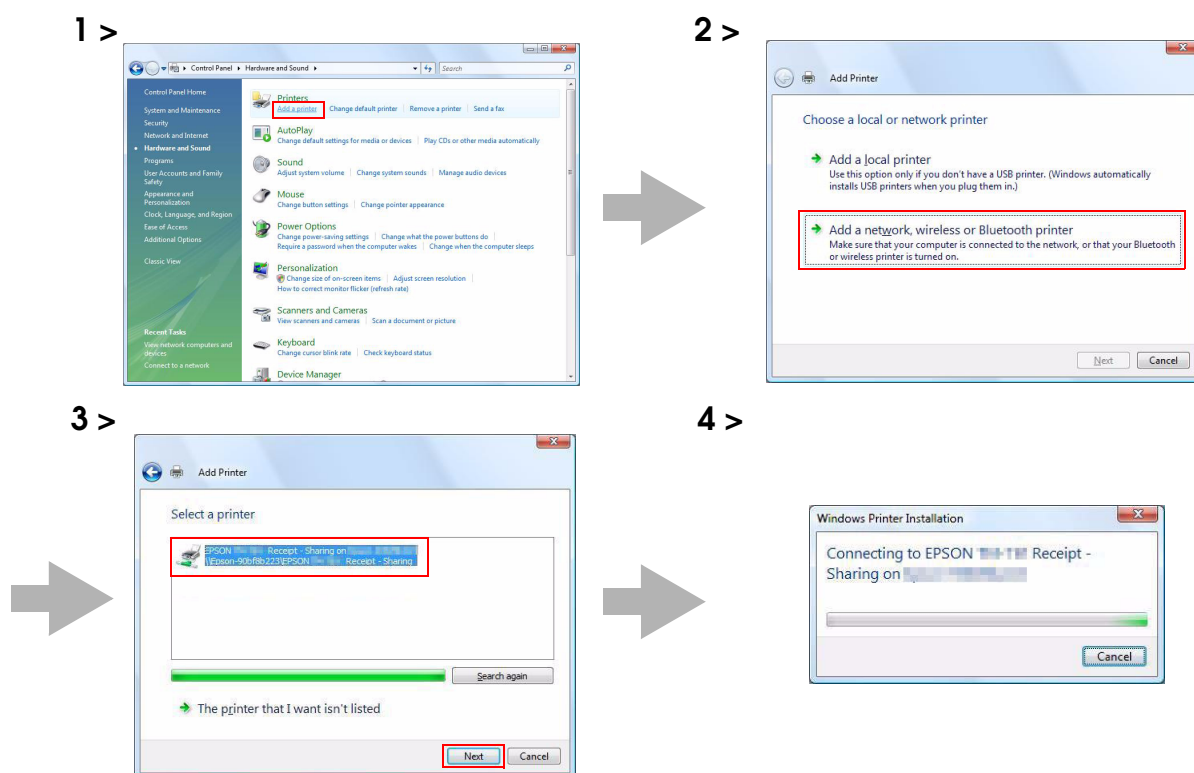 1 >
Control Panel ▸ Hardware and Sound ▸
Search
Control Panel Home
System and Maintenance
Security
Network and Internet
Hardware and Sound
Programs
User Accounts and Family
Safety
Appearance and
Personalization
Clock, Language, and Region
Ease of Access
Additional Options
Classic View
Recent Tasks
View network computers and
devices
Connect to a network
Printers
Add a printer Change default printer Remove a printer Send a fax
AutoPlay
Change default settings for media or devices Play CDs or other media automatically
Sound
Adjust system volume Change system sounds Manage audio devices
Mouse
Change button settings Change pointer appearance
Power Options
Change power-saving settings Change what the power buttons do
Require a password when the computer wakes Change when the computer sleeps
Personalization
Change size of on-screen items Adjust screen resolution
How to correct monitor flicker (refresh rate)
Scanners and Cameras
View scanners and cameras Scan a document or picture
Keyboard
Change cursor blink rate Check keyboard status
Device Manager
2 >
Add Printer
Choose a local or network printer
Add a local printer
Use this option only if you don't have a USB printer. (Windows automatically
installs USB printers when you plug them in.)
Add a network, wireless or Bluetooth printer
Make sure that your computer is connected to the network, or that your Bluetooth
or wireless printer is turned on.
Next Cancel
3 >
Add Printer
Select a printer
EPSON Receipt - Sharing on
\\Epson-90bf8b223\EPSON Receipt - Sharing
Search again
The printer that I want isn't listed
Next Cancel
4 >
Windows Printer Installation
Connecting to EPSON Receipt -
Sharing on
Cancel